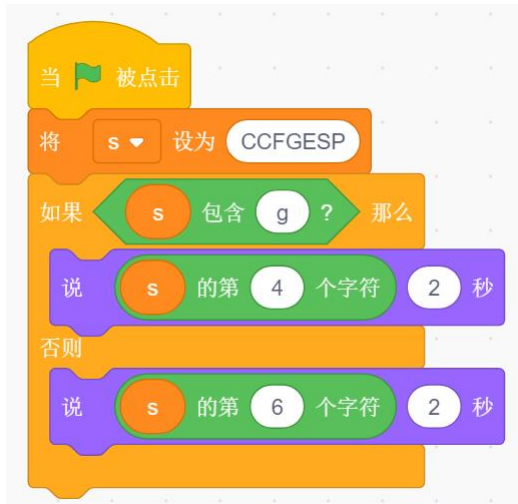 当 被点击
将 s 设为 CCFGESP
如果 s 包含 g ? 那么
说 s 的第 4 个字符 2 秒
否则
说 s 的第 6 个字符 2 秒